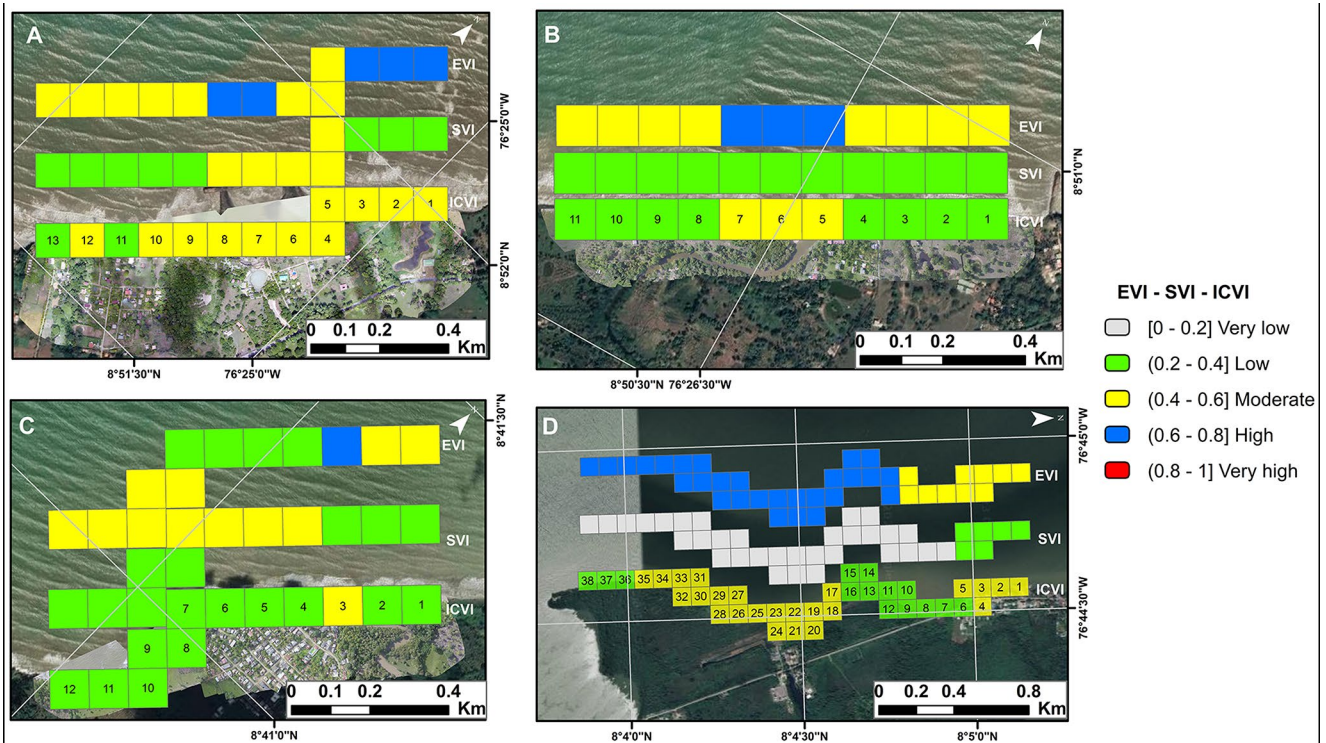 A
EVI
SVI
ICVI
5 3 2 1
13 12 11 10 9 8 7 6 4
0 0.1 0.2 0.4
Km
8°51'30"N 76°25'0"W
76°25'0"W
8°52'0"N
B
N
EVI
SVI
ICVI
11 10 9 8 7 6 5 4 3 2 1
0 0.1 0.2 0.4
Km
8°50'30"N 76°26'30"W
8°51'0"N
EVI - SVI - ICVI
[0 - 0.2] Very low
(0.2 - 0.4] Low
(0.4 - 0.6] Moderate
(0.6 - 0.8] High
(0.8 - 1] Very high
C
EVI
SVI
ICVI
7 6 5 4 3 2 1
9 8
12 11 10
0 0.1 0.2 0.4
Km
8°41'0"N
8°41'30"N
D
N
EVI
SVI
ICVI
15 14
38 37 36 35 34 33 31
16 13 11 10
5 3 2 1
32 30 29 27
17
28 26 25 23 22 19 18
12 9 8 7 6 4
24 21 20
0 0.2 0.4 0.8
Km
8°4'0"N 8°4'30"N 8°5'0"N
76°45'0"W
76°44'30"W